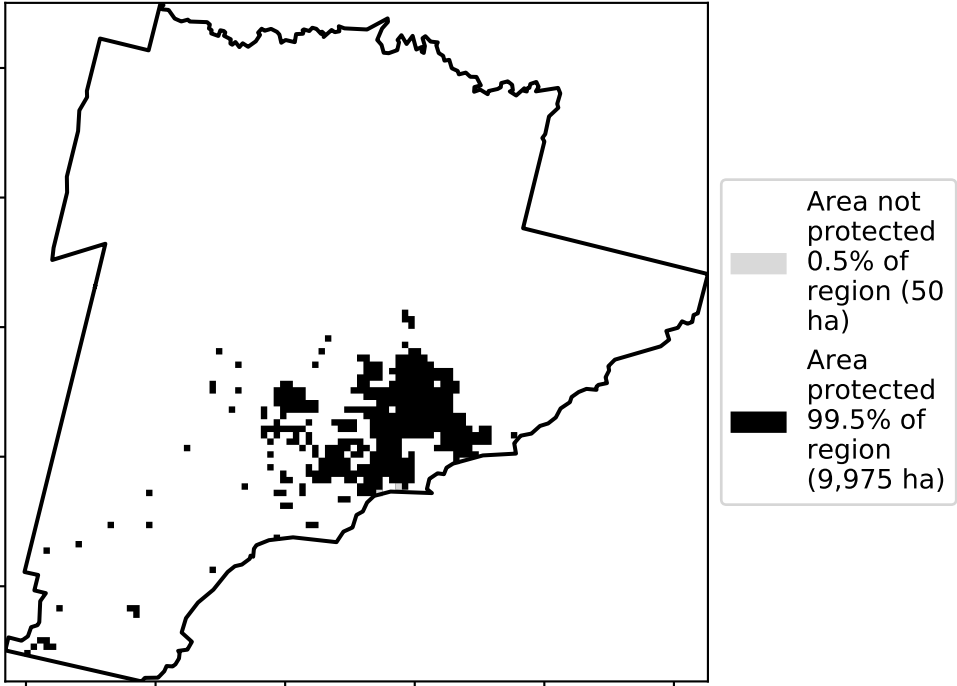 Area not
protected
0.5% of
region (50
ha)
Area
protected
99.5% of
region
(9,975 ha)